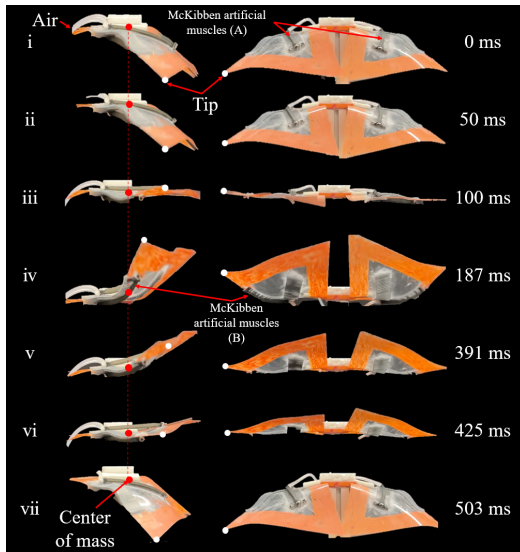 Air
McKibben artificial
muscles (A)
i
0 ms
Tip
ii
50 ms
iii
100 ms
iv
187 ms
McKibben
artificial muscles
(B)
v
391 ms
vi
425 ms
vii
503 ms
Center
of mass